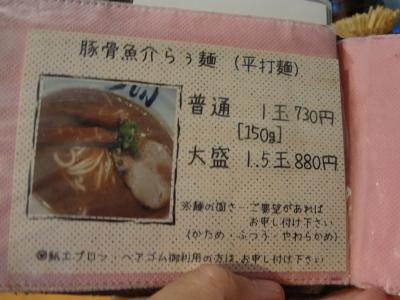 豚骨魚介らぅ麺 (平打麺)
普通 1玉 730円
[150g]
大盛 1.5玉 880円
※麺の固さ…ご要望があれば
お申し付け下さい
(かため・ふつう・やわらかめ)
◎紙エプロン・ヘアゴム御利用の方は、お申し付け下さい